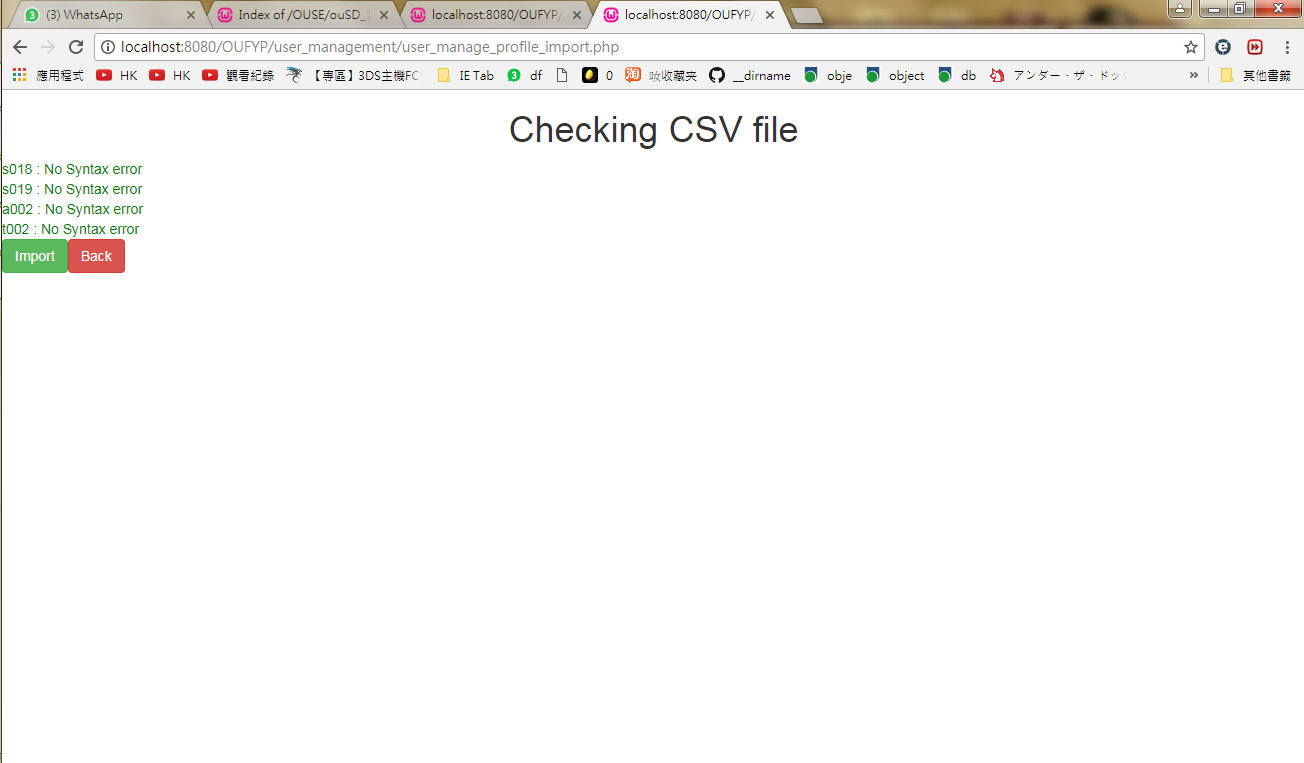 (3) WhatsApp
Index of /OUSE/ouSD_1
localhost:8080/OUFYP/
localhost:8080/OUFYP/
localhost:8080/OUFYP/user_management/user_manage_profile_import.php
應用程式 HK HK 觀看紀錄 【專區】3DS主機FC IE Tab 3 df 0 淘 收藏夾 __dirname obje object db アンダー・ザ・ドッ » 其他書籤
Checking CSV file
s018 : No Syntax error
s019 : No Syntax error
a002 : No Syntax error
t002 : No Syntax error
Import Back